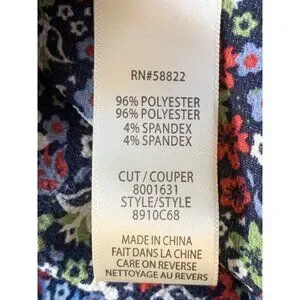 RN#58822
96% POLYESTER
96% POLYESTER
4% SPANDEX
4% SPANDEX
CUT / COUPER
8001631
STYLE/STYLE
8910C68
MADE IN CHINA
FAIT DANS LA CHINE
CARE ON REVERSE
NETTOYAGE AU REVERS